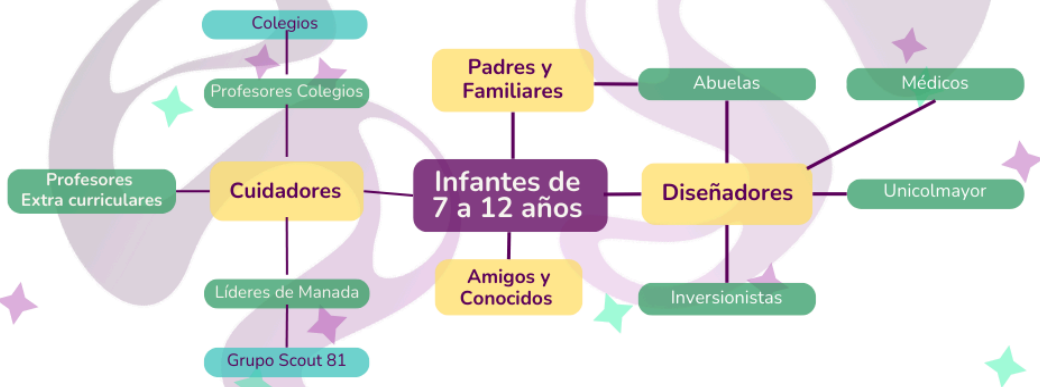 Colegios
Padres y
Familiares
Profesores Colegios
Abuelas
Médicos
Profesores
Extra curriculares
Cuidadores
Infantes de
7 a 12 años
Diseñadores
Unicolmayor
Amigos y
Conocidos
Líderes de Manada
Inversionistas
Grupo Scout 81